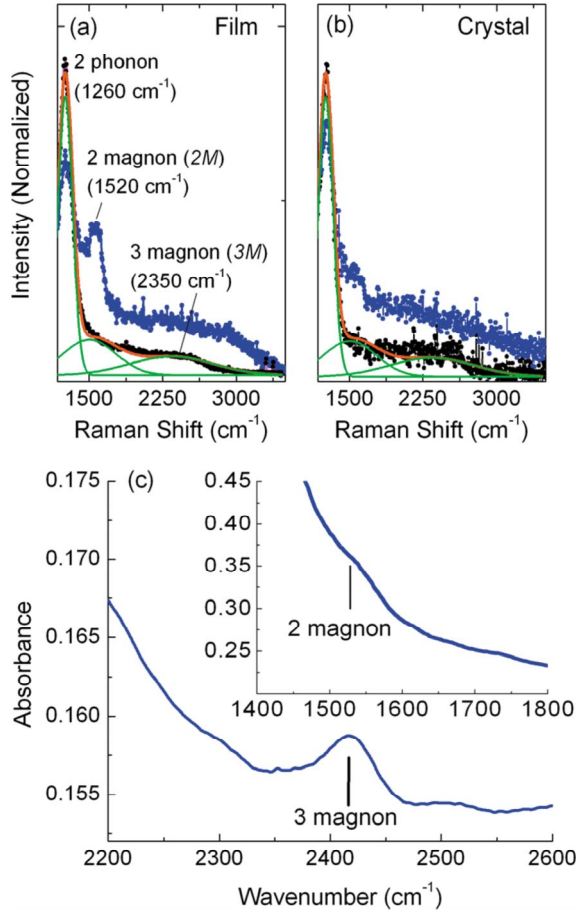 (a) Film
2 phonon
(1260 cm⁻¹)
2 magnon (2M)
(1520 cm⁻¹)
3 magnon (3M)
(2350 cm⁻¹)
Intensity (Normalized)
1500 2250 3000
Raman Shift (cm⁻¹)
(b) Crystal
1500 2250 3000
Raman Shift (cm⁻¹)
(c)
0.175
0.170
0.165
0.160
0.155
Absorbance
0.45
0.40
0.35
0.30
0.25
2 magnon
1400 1500 1600 1700 1800
3 magnon
2200 2300 2400 2500 2600
Wavenumber (cm⁻¹)